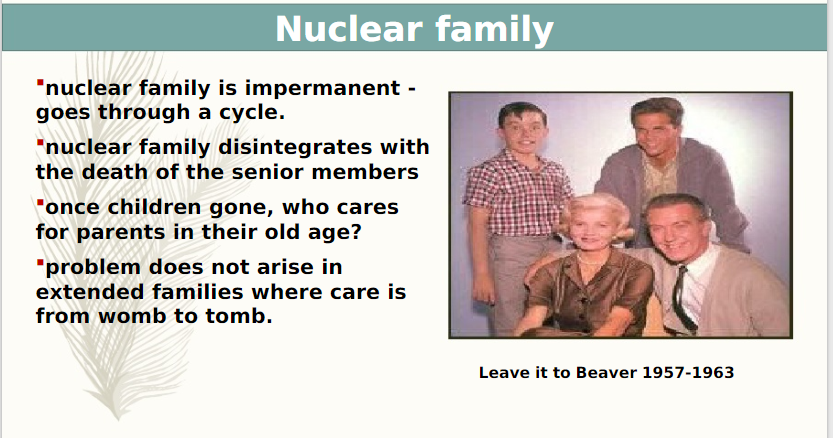 Nuclear family
▪nuclear family is impermanent -
goes through a cycle.
▪nuclear family disintegrates with
the death of the senior members
▪once children gone, who cares
for parents in their old age?
▪problem does not arise in
extended families where care is
from womb to tomb.
Leave it to Beaver 1957-1963